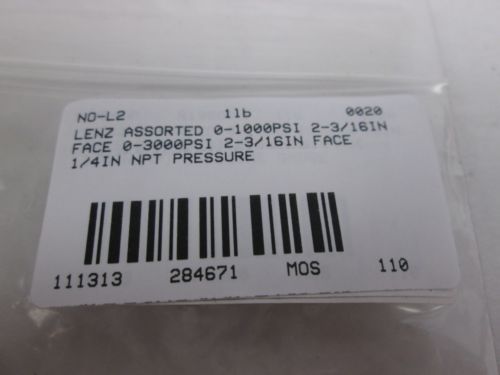 NO-L2 11b 0020
LENZ ASSORTED 0-1000PSI 2-3/16IN
FACE 0-3000PSI 2-3/16IN FACE
1/4IN NPT PRESSURE
111313 284671 MOS 110